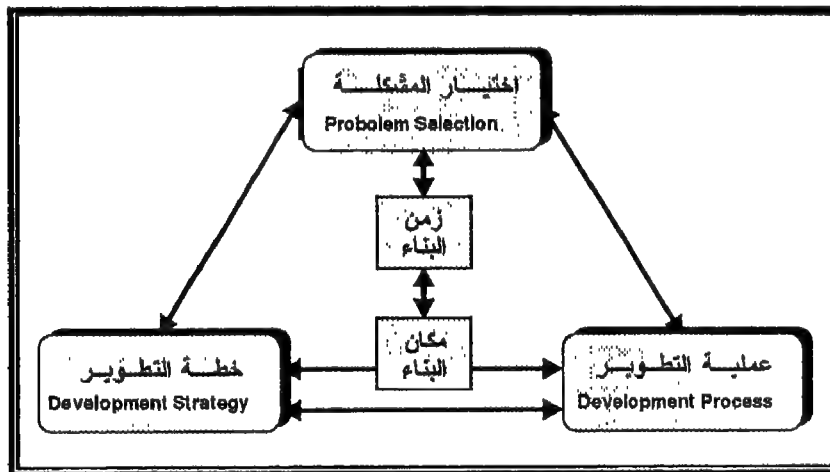 اختيار المشكلة
Probolem Selection
زمن
البناء
مكان
البناء
خطة التطوير
Development Strategy
عملية التطوير
Development Process